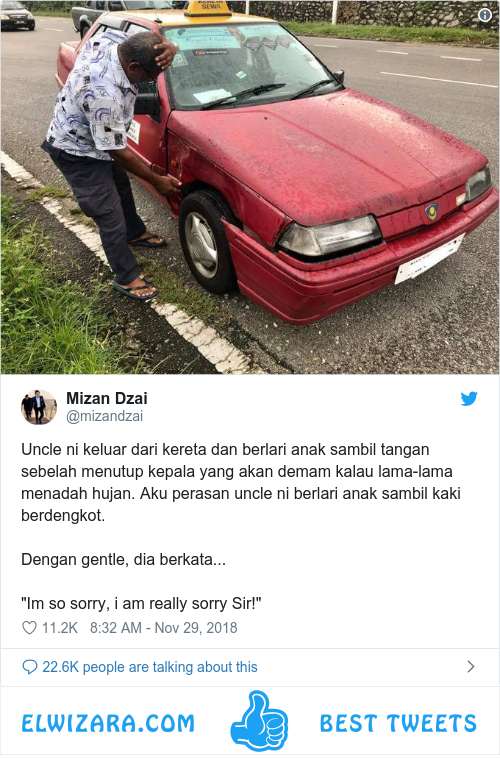 KERETA
SEWA
Mizan Dzai
@mizandzai
Uncle ni keluar dari kereta dan berlari anak sambil tangan
sebelah menutup kepala yang akan demam kalau lama-lama
menadah hujan. Aku perasan uncle ni berlari anak sambil kaki
berdengkot.
Dengan gentle, dia berkata...
"Im so sorry, i am really sorry Sir!"
11.2K 8:32 AM - Nov 29, 2018
22.6K people are talking about this
ELWIZARA.COM
BEST TWEETS